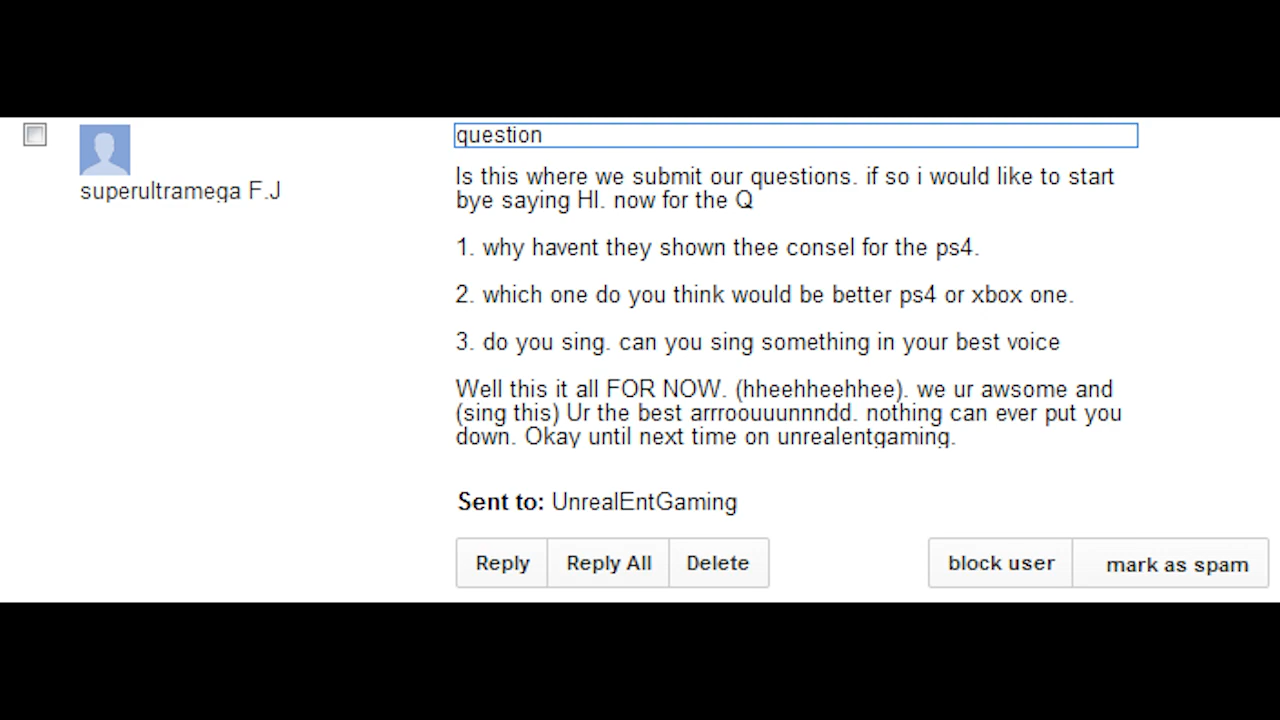 question
superultramega F.J
Is this where we submit our questions. if so i would like to start
bye saying HI. now for the Q
1. why havent they shown thee consel for the ps4.
2. which one do you think would be better ps4 or xbox one.
3. do you sing. can you sing something in your best voice
Well this it all FOR NOW. (hheehheehhee). we ur awsome and
(sing this) Ur the best arrroouuunnndd. nothing can ever put you
down. Okay until next time on unrealentgaming.
Sent to: UnrealEntGaming
Reply Reply All Delete block user mark as spam